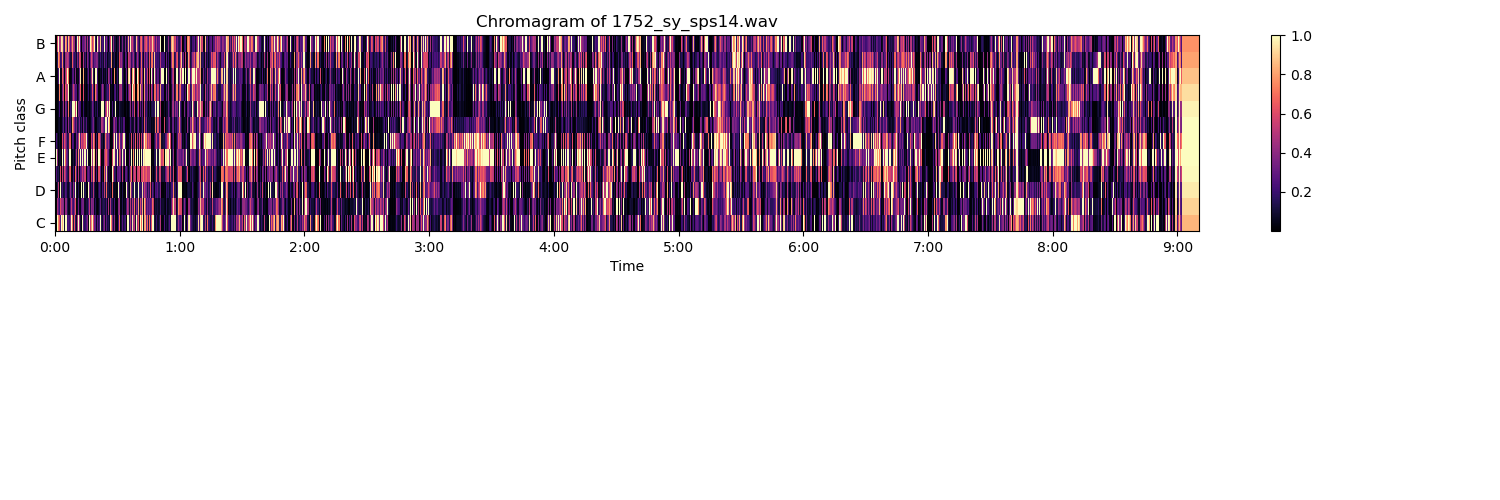 Chromagram of 1752_sy_sps14.wav
Pitch class
B
A
G
F
E
D
C
0:00 1:00 2:00 3:00 4:00 5:00 6:00 7:00 8:00 9:00
Time
1.0
0.8
0.6
0.4
0.2